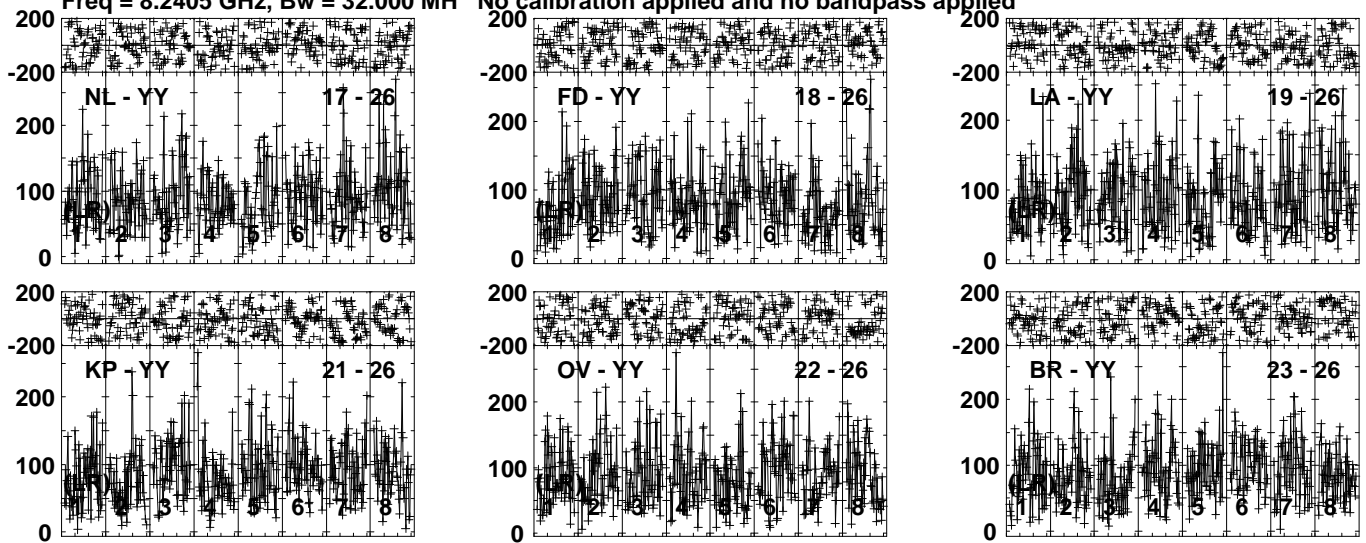 Freq = 8.2405 GHz, Bw = 32.000 MH No calibration applied and no bandpass applied
200 200 200
-200 -200 -200
NL - YY 17 - 26 FD - YY 18 - 26 LA - YY 19 - 26
200 200 200
100 100 100
(LR) (LR) (LR)
1 2 3 4 5 6 7 8 1 2 3 4 5 6 7 8 1 2 3 4 5 6 7 8
0 0 0
200 200 200
-200 -200 -200
KP - YY 21 - 26 OV - YY 22 - 26 BR - YY 23 - 26
200 200 200
100 100 100
(LR) (LR) (LR)
1 2 3 4 5 6 7 8 1 2 3 4 5 6 7 8 1 2 3 4 5 6 7 8
0 0 0